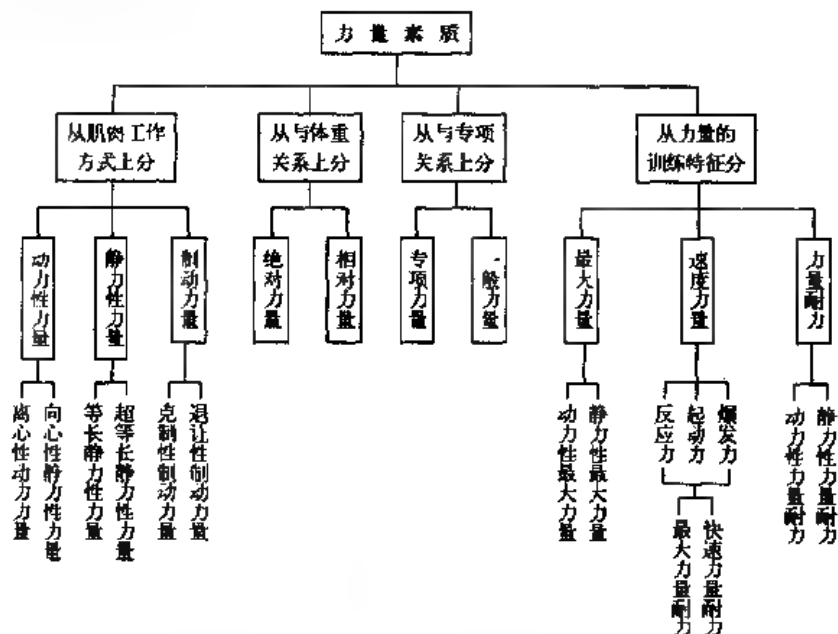 力量素质
从肌肉工作
方式上分
从与体重
关系上分
从与专项
关系上分
从力量的
训练特征分
动力性力量
静力性力量
制动力量
绝对力量
相对力量
专项力量
一般力量
最大力量
速度力量
力量耐力
离心性动力力量
向心性静力性力量
等长静力性力量
超等长静力性力量
克制性制动力量
退让性制动力量
动力性最大力量
静力性最大力量
反应力
起动力
爆发力
动力性力量耐力
静力性力量耐力
最大力量耐力
快速力量耐力